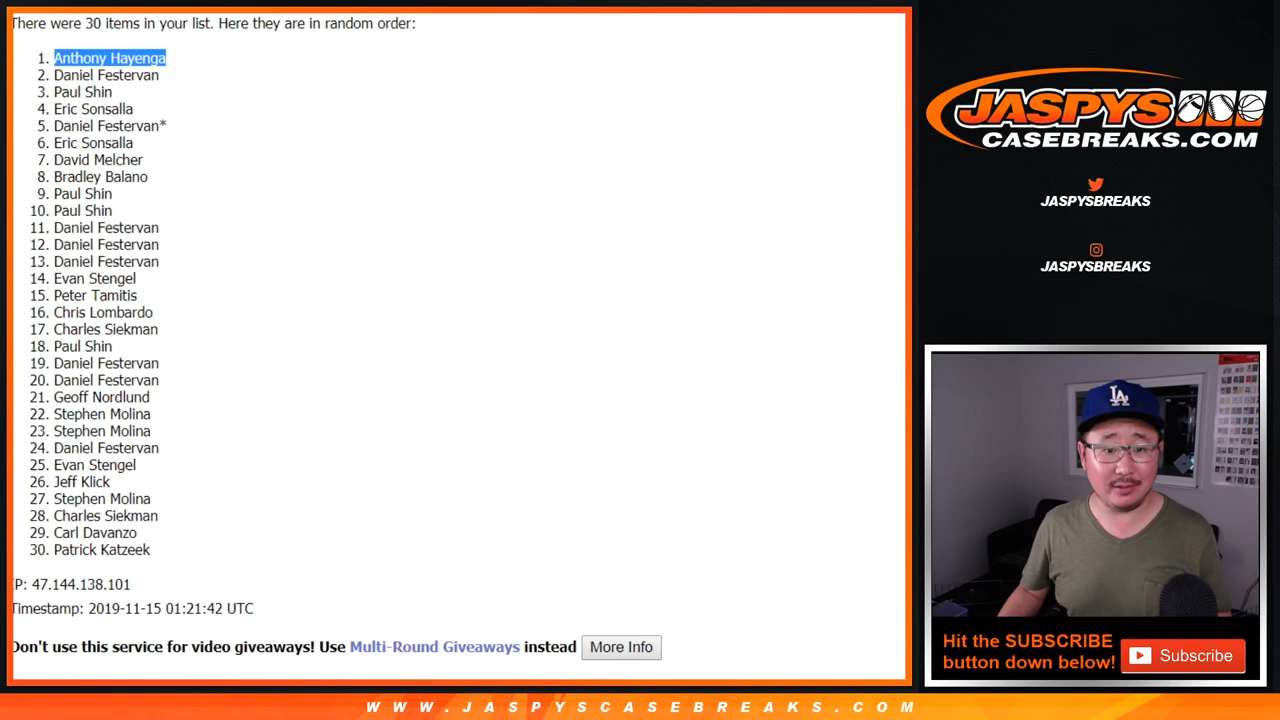 There were 30 items in your list. Here they are in random order:
1. Anthony Hayenga
2. Daniel Festervan
3. Paul Shin
4. Eric Sonsalla
5. Daniel Festervan*
6. Eric Sonsalla
7. David Melcher
8. Bradley Balano
9. Paul Shin
10. Paul Shin
11. Daniel Festervan
12. Daniel Festervan
13. Daniel Festervan
14. Evan Stengel
15. Peter Tamitis
16. Chris Lombardo
17. Charles Siekman
18. Paul Shin
19. Daniel Festervan
20. Daniel Festervan
21. Geoff Nordlund
22. Stephen Molina
23. Stephen Molina
24. Daniel Festervan
25. Evan Stengel
26. Jeff Klick
27. Stephen Molina
28. Charles Siekman
29. Carl Davanzo
30. Patrick Katzeek
IP: 47.144.138.101
Timestamp: 2019-11-15 01:21:42 UTC
Don't use this service for video giveaways! Use Multi-Round Giveaways instead More Info
JASPYS
CASEBREAKS.COM
JASPYSBREAKS
JASPYSBREAKS
LA
Hit the SUBSCRIBE
button down below!
Subscribe
WWW.JASPYSCASEBREAKS.COM